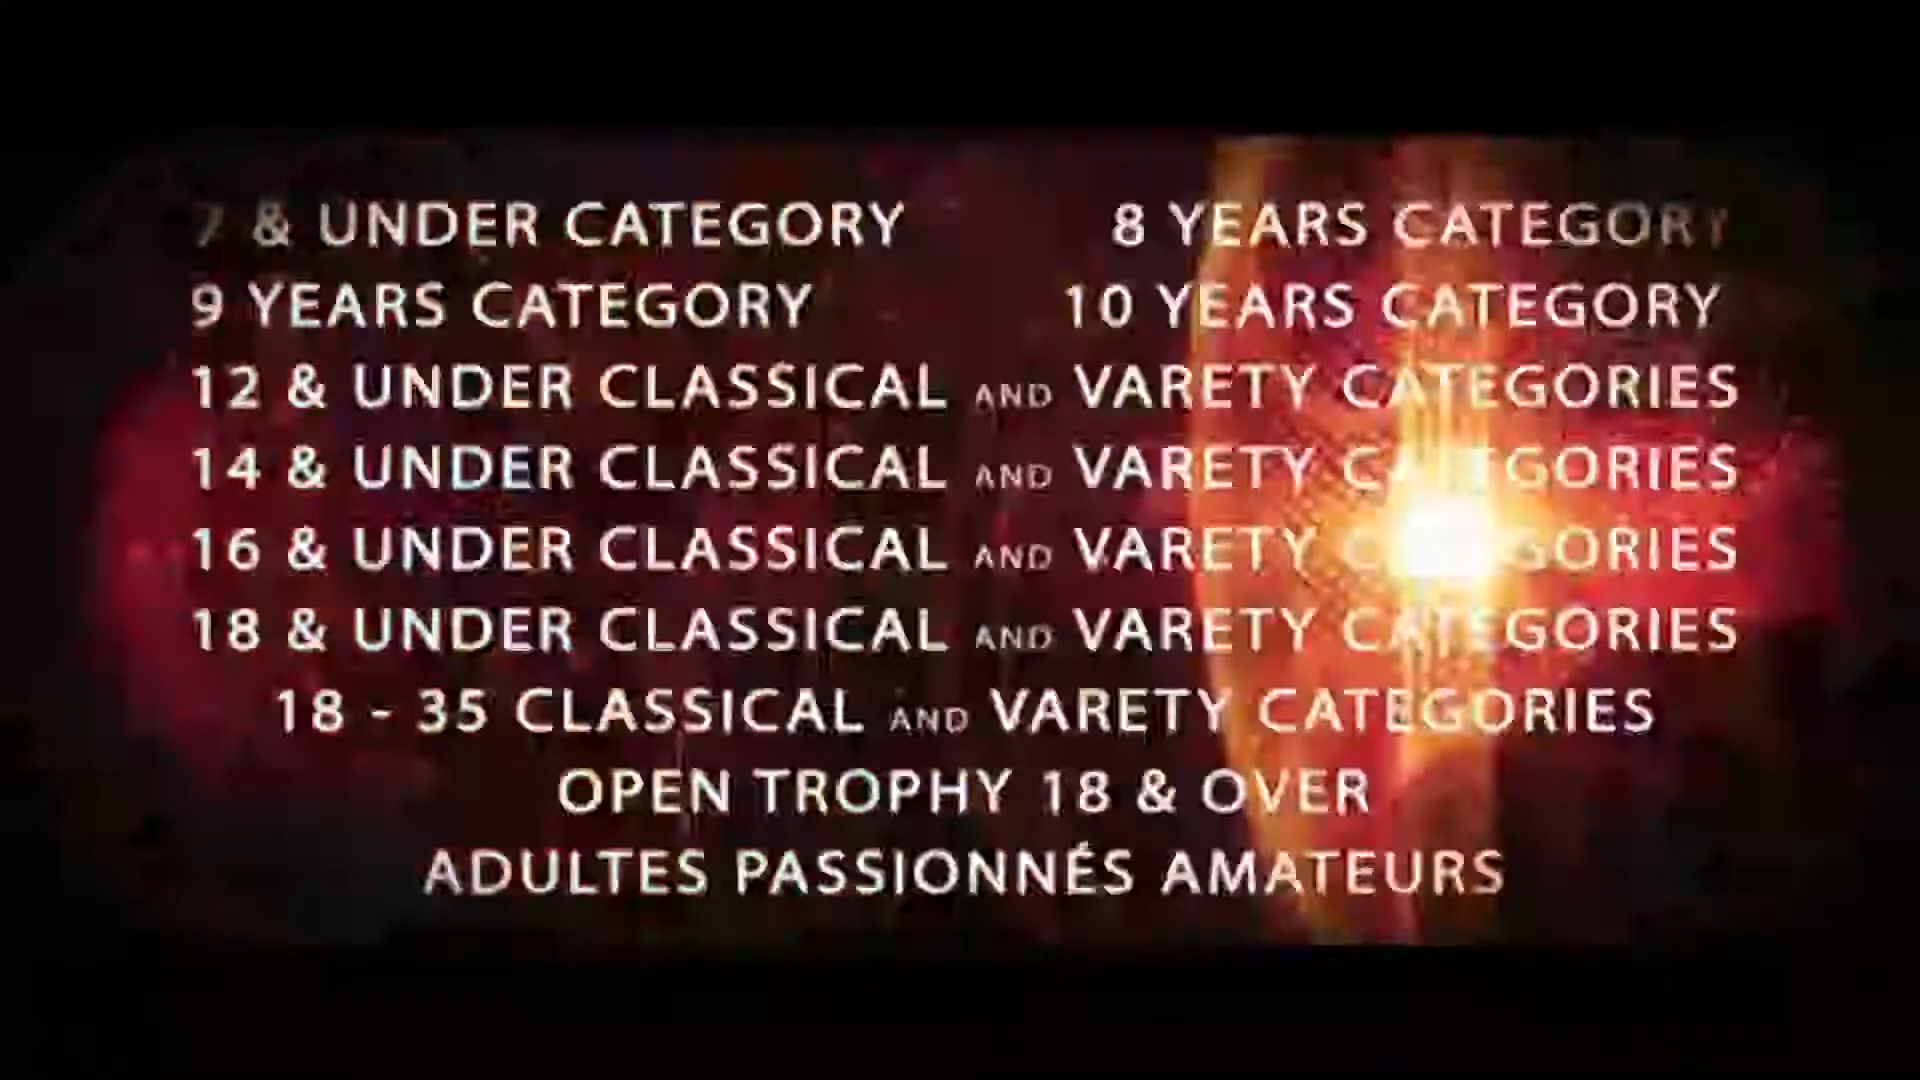 7 & UNDER CATEGORY 8 YEARS CATEGORY
9 YEARS CATEGORY 10 YEARS CATEGORY
12 & UNDER CLASSICAL AND VARETY CATEGORIES
14 & UNDER CLASSICAL AND VARETY CATEGORIES
16 & UNDER CLASSICAL AND VARETY CATEGORIES
18 & UNDER CLASSICAL AND VARETY CATEGORIES
18 - 35 CLASSICAL AND VARETY CATEGORIES
OPEN TROPHY 18 & OVER
ADULTES PASSIONNÉS AMATEURS